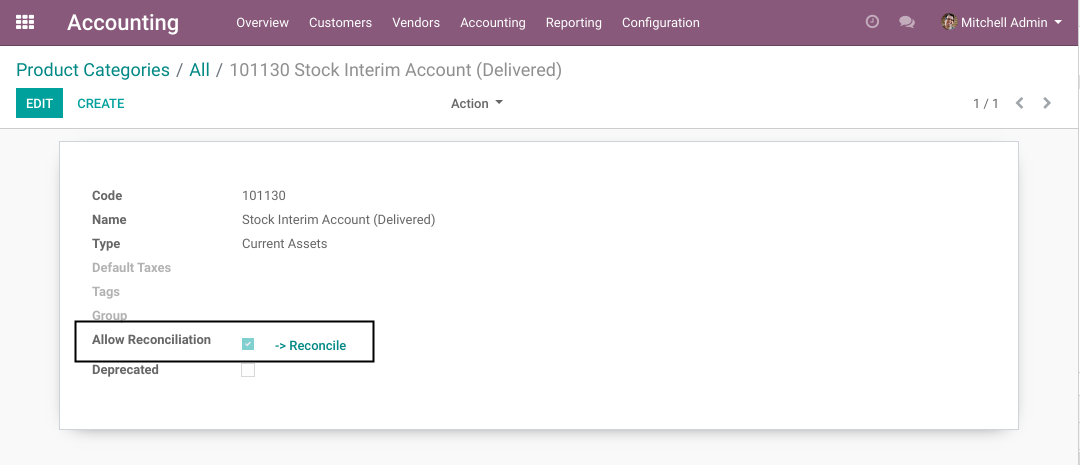 Accounting Overview Customers Vendors Accounting Reporting Configuration Mitchell Admin
Product Categories / All / 101130 Stock Interim Account (Delivered)
EDIT CREATE Action 1 / 1
Code 101130
Name Stock Interim Account (Delivered)
Type Current Assets
Default Taxes
Tags
Group
Allow Reconciliation -> Reconcile
Deprecated